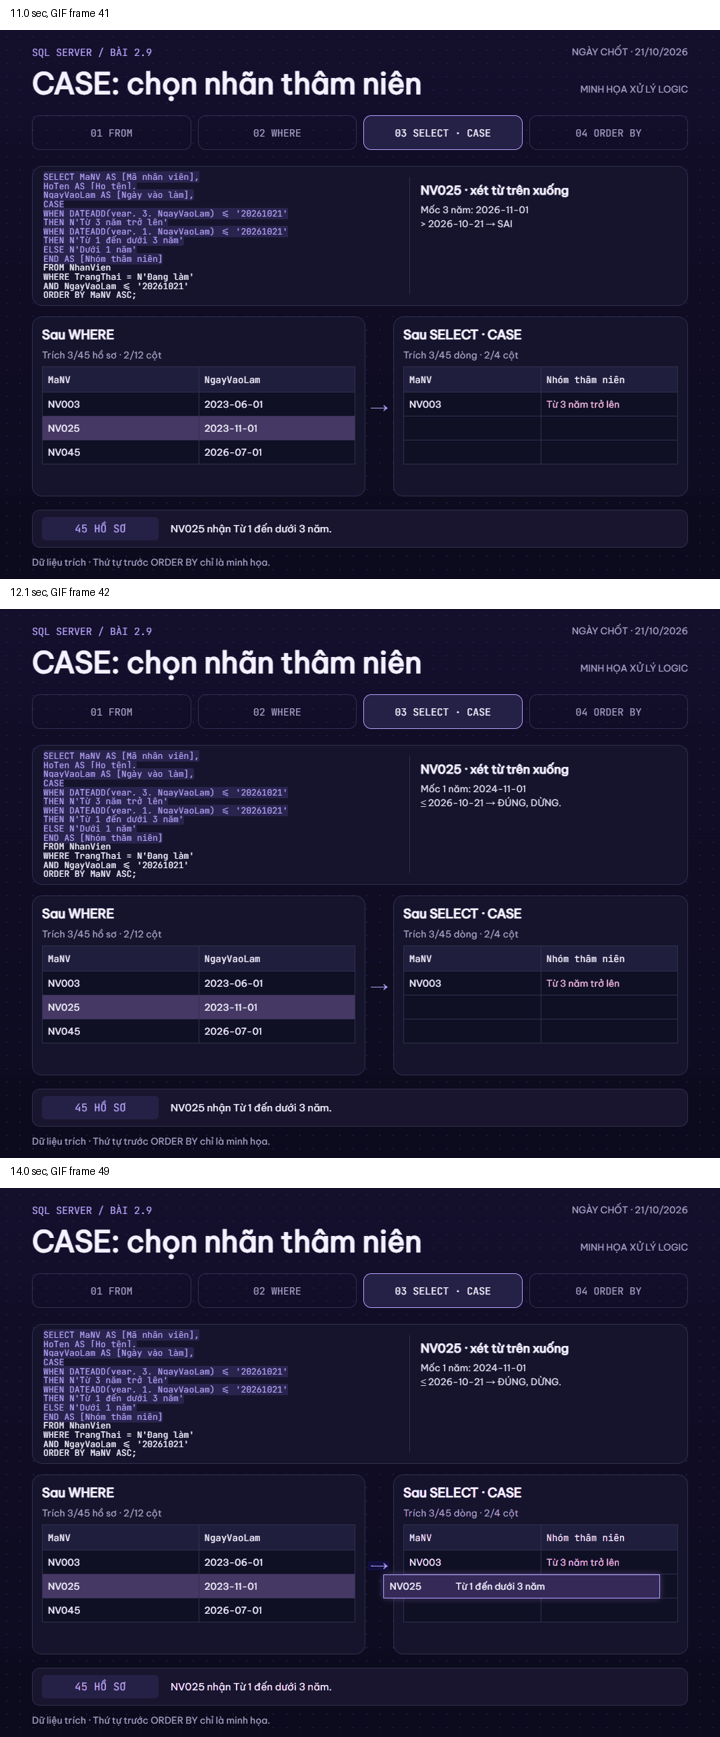 11.0 sec, GIF frame 41
SQL SERVER / BÀI 2.9
NGÀY CHỐT · 21/10/2026
CASE: chọn nhãn thâm niên
MINH HỌA XỬ LÝ LOGIC
01 FROM
02 WHERE
03 SELECT · CASE
04 ORDER BY
SELECT MaNV AS [Mã nhân viên],
HoTen AS [Họ tên],
NgayVaoLam AS [Ngày vào làm],
CASE
WHEN DATEADD(year, 3, NgayVaoLam) <= '20261021'
THEN N'Từ 3 năm trở lên'
WHEN DATEADD(year, 1, NgayVaoLam) <= '20261021'
THEN N'Từ 1 đến dưới 3 năm'
ELSE N'Dưới 1 năm'
END AS [Nhóm thâm niên]
FROM NhanVien
WHERE TrangThai = N'Đang làm'
AND NgayVaoLam <= '20261021'
ORDER BY MaNV ASC;
NV025 · xét từ trên xuống
Mốc 3 năm: 2026-11-01
> 2026-10-21 → SAI
Sau WHERE
Trích 3/45 hồ sơ · 2/12 cột
MaNV NgayVaoLam
NV003 2023-06-01
NV025 2023-11-01
NV045 2026-07-01
→
Sau SELECT · CASE
Trích 3/45 dòng · 2/4 cột
MaNV Nhóm thâm niên
NV003 Từ 3 năm trở lên
45 HỒ SƠ
NV025 nhận Từ 1 đến dưới 3 năm.
Dữ liệu trích · Thứ tự trước ORDER BY chỉ là minh họa.
12.1 sec, GIF frame 42
SQL SERVER / BÀI 2.9
NGÀY CHỐT · 21/10/2026
CASE: chọn nhãn thâm niên
MINH HỌA XỬ LÝ LOGIC
01 FROM
02 WHERE
03 SELECT · CASE
04 ORDER BY
SELECT MaNV AS [Mã nhân viên],
HoTen AS [Họ tên],
NgayVaoLam AS [Ngày vào làm],
CASE
WHEN DATEADD(year, 3, NgayVaoLam) <= '20261021'
THEN N'Từ 3 năm trở lên'
WHEN DATEADD(year, 1, NgayVaoLam) <= '20261021'
THEN N'Từ 1 đến dưới 3 năm'
ELSE N'Dưới 1 năm'
END AS [Nhóm thâm niên]
FROM NhanVien
WHERE TrangThai = N'Đang làm'
AND NgayVaoLam <= '20261021'
ORDER BY MaNV ASC;
NV025 · xét từ trên xuống
Mốc 1 năm: 2024-11-01
≤ 2026-10-21 → ĐÚNG, DỪNG.
Sau WHERE
Trích 3/45 hồ sơ · 2/12 cột
MaNV NgayVaoLam
NV003 2023-06-01
NV025 2023-11-01
NV045 2026-07-01
→
Sau SELECT · CASE
Trích 3/45 dòng · 2/4 cột
MaNV Nhóm thâm niên
NV003 Từ 3 năm trở lên
45 HỒ SƠ
NV025 nhận Từ 1 đến dưới 3 năm.
Dữ liệu trích · Thứ tự trước ORDER BY chỉ là minh họa.
14.0 sec, GIF frame 49
SQL SERVER / BÀI 2.9
NGÀY CHỐT · 21/10/2026
CASE: chọn nhãn thâm niên
MINH HỌA XỬ LÝ LOGIC
01 FROM
02 WHERE
03 SELECT · CASE
04 ORDER BY
SELECT MaNV AS [Mã nhân viên],
HoTen AS [Họ tên],
NgayVaoLam AS [Ngày vào làm],
CASE
WHEN DATEADD(year, 3, NgayVaoLam) <= '20261021'
THEN N'Từ 3 năm trở lên'
WHEN DATEADD(year, 1, NgayVaoLam) <= '20261021'
THEN N'Từ 1 đến dưới 3 năm'
ELSE N'Dưới 1 năm'
END AS [Nhóm thâm niên]
FROM NhanVien
WHERE TrangThai = N'Đang làm'
AND NgayVaoLam <= '20261021'
ORDER BY MaNV ASC;
NV025 · xét từ trên xuống
Mốc 1 năm: 2024-11-01
≤ 2026-10-21 → ĐÚNG, DỪNG.
Sau WHERE
Trích 3/45 hồ sơ · 2/12 cột
MaNV NgayVaoLam
NV003 2023-06-01
NV025 2023-11-01
NV045 2026-07-01
→
Sau SELECT · CASE
Trích 3/45 dòng · 2/4 cột
MaNV Nhóm thâm niên
NV003 Từ 3 năm trở lên
NV025 Từ 1 đến dưới 3 năm
45 HỒ SƠ
NV025 nhận Từ 1 đến dưới 3 năm.
Dữ liệu trích · Thứ tự trước ORDER BY chỉ là minh họa.